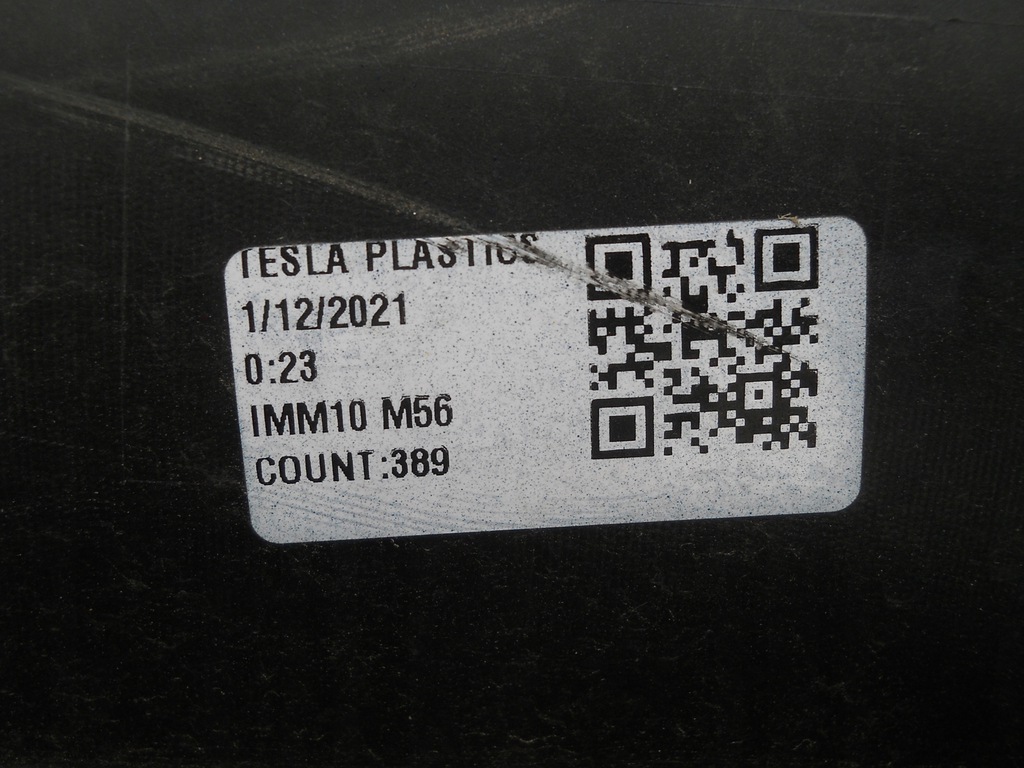 TESLA PLASTICS
1/12/2021
0:23
IMM10 M56
COUNT:389